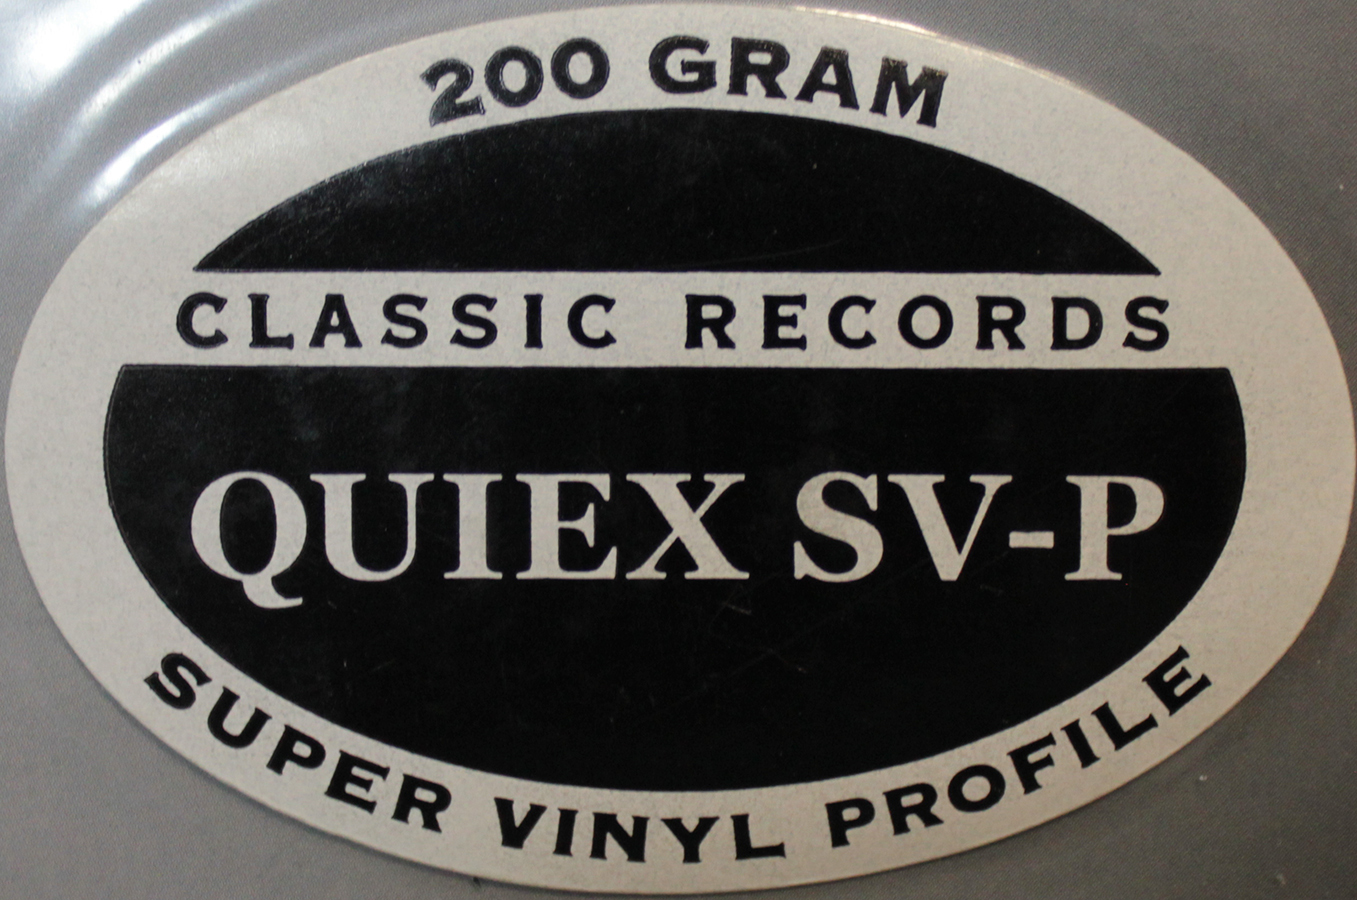 200 GRAM
CLASSIC RECORDS
QUIEX SV-P
SUPER VINYL PROFILE